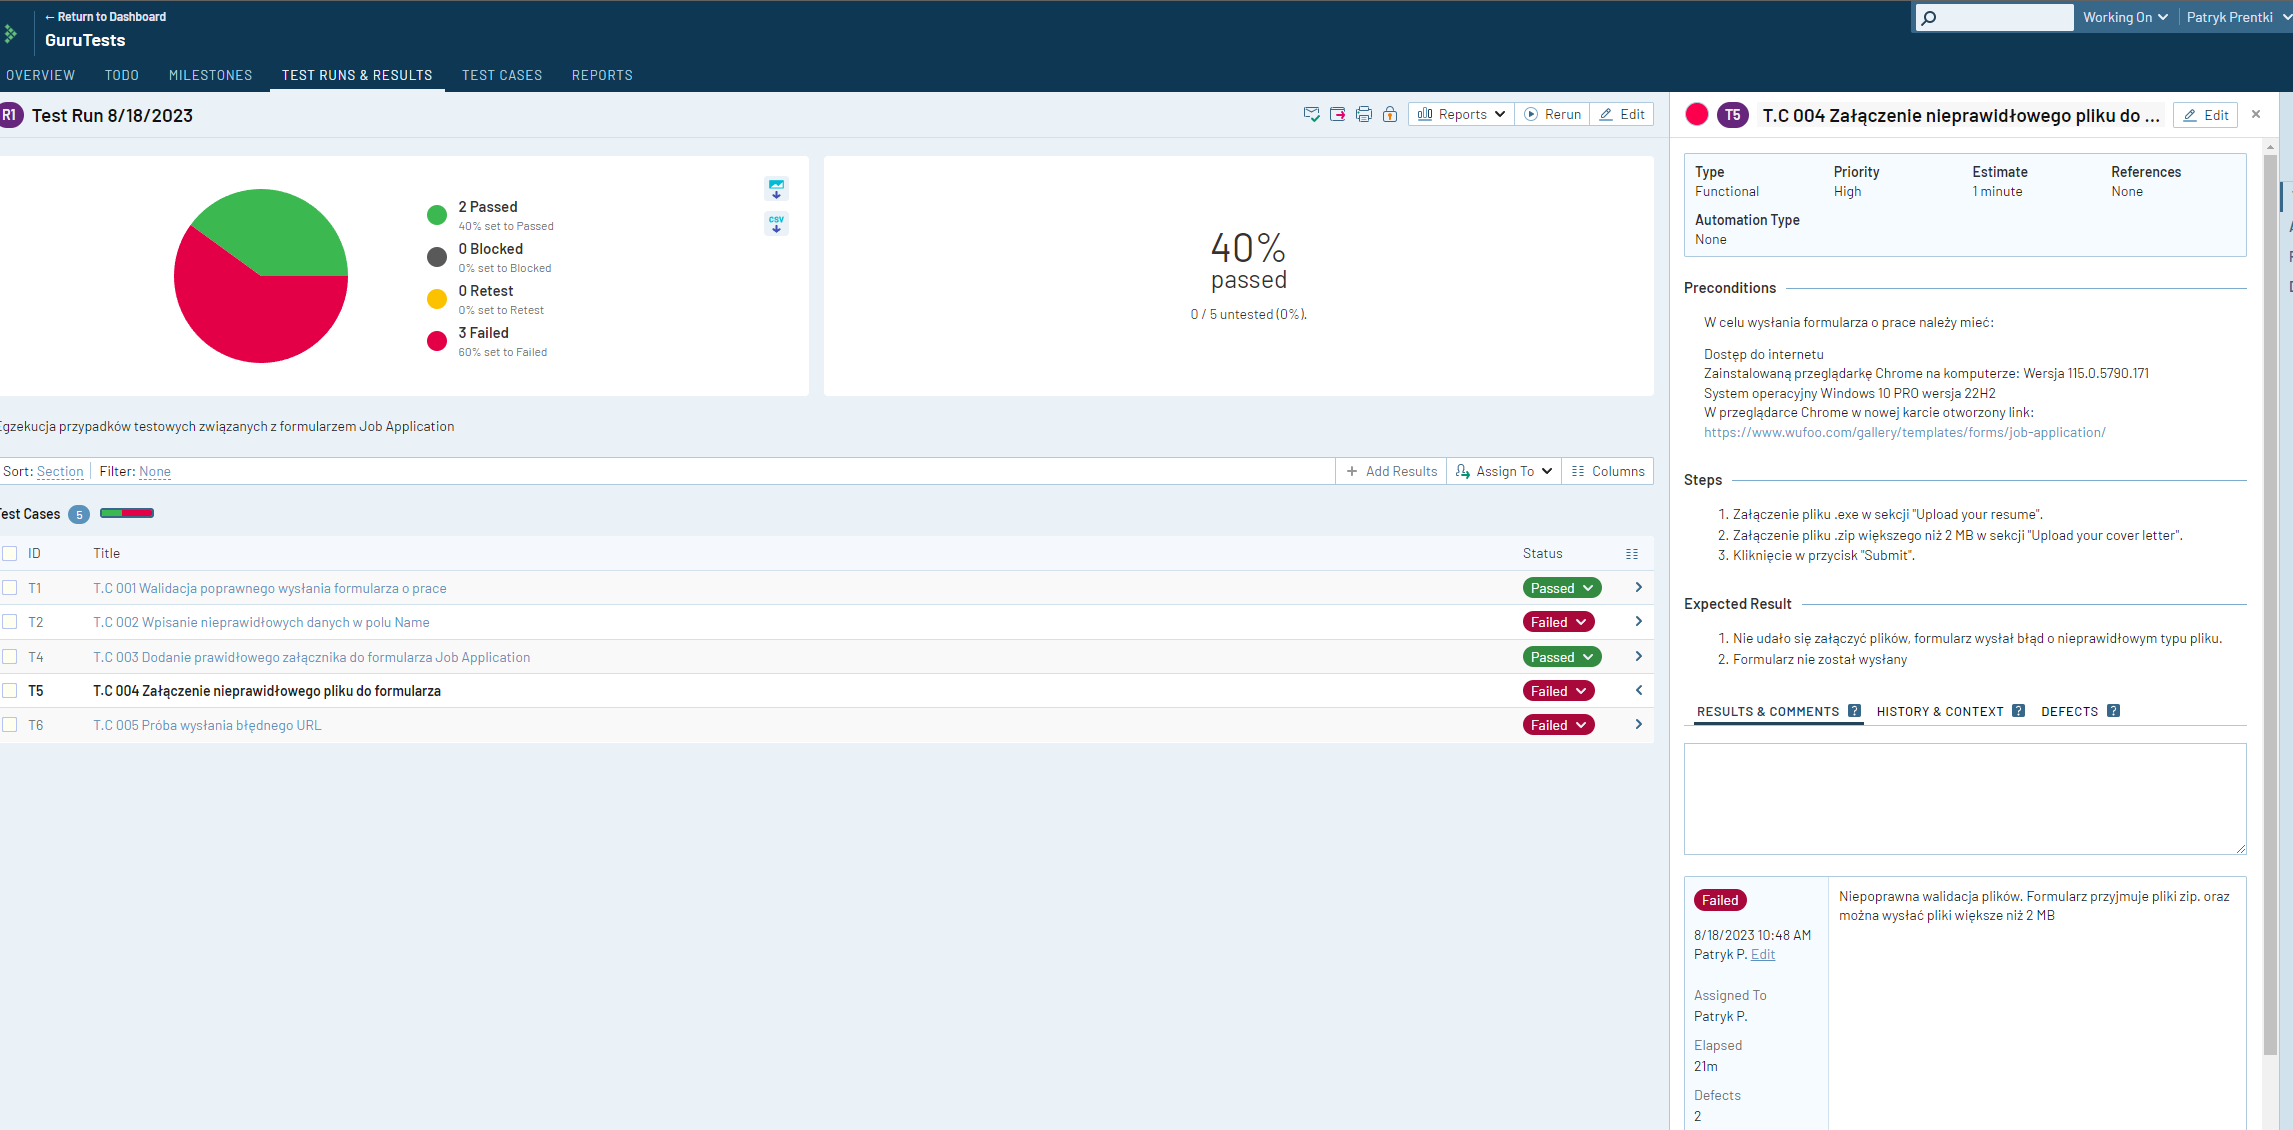 ← Return to Dashboard
GuruTests
Working On
Patryk Prentki
OVERVIEW TODO MILESTONES TEST RUNS & RESULTS TEST CASES REPORTS
R1 Test Run 8/18/2023
Reports Rerun Edit
2 Passed
40% set to Passed
0 Blocked
0% set to Blocked
0 Retest
0% set to Retest
3 Failed
60% set to Failed
CSV
40%
passed
0 / 5 untested (0%).
Egzekucja przypadków testowych związanych z formularzem Job Application
Sort: Section Filter: None
+ Add Results Assign To Columns
Test Cases 5
ID Title Status
T1 T.C 001 Walidacja poprawnego wysłania formularza o prace Passed
T2 T.C 002 Wpisanie nieprawidłowych danych w polu Name Failed
T4 T.C 003 Dodanie prawidłowego załącznika do formularza Job Application Passed
T5 T.C 004 Załączenie nieprawidłowego pliku do formularza Failed
T6 T.C 005 Próba wysłania błędnego URL Failed
T5 T.C 004 Załączenie nieprawidłowego pliku do ... Edit ×
Type Priority Estimate References
Functional High 1 minute None
Automation Type
None
Preconditions
W celu wysłania formularza o prace należy mieć:
Dostęp do internetu
Zainstalowaną przeglądarkę Chrome na komputerze: Wersja 115.0.5790.171
System operacyjny Windows 10 PRO wersja 22H2
W przeglądarce Chrome w nowej karcie otworzony link:
https://www.wufoo.com/gallery/templates/forms/job-application/
Steps
1. Załączenie pliku .exe w sekcji "Upload your resume".
2. Załączenie pliku .zip większego niż 2 MB w sekcji "Upload your cover letter".
3. Kliknięcie w przycisk "Submit".
Expected Result
1. Nie udało się załączyć plików, formularz wysłał błąd o nieprawidłowym typu pliku.
2. Formularz nie został wysłany
RESULTS & COMMENTS ? HISTORY & CONTEXT ? DEFECTS ?
Failed
8/18/2023 10:48 AM
Patryk P. Edit
Assigned To
Patryk P.
Elapsed
21m
Defects
2
Niepoprawna walidacja plików. Formularz przyjmuje pliki zip. oraz
można wysłać pliki większe niż 2 MB